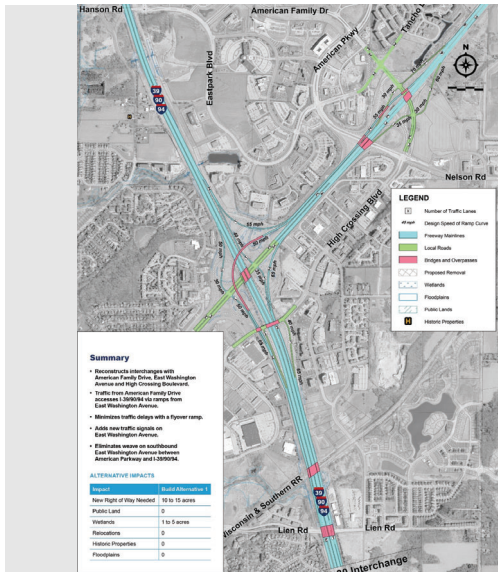 Hanson Rd
American Family Dr
American Pkwy
Eastpark Blvd
N
39
90
94
Nelson Rd
High Crossing Blvd
55 mph
LEGEND
Number of Traffic Lanes
Design Speed of Ramp Curve
Freeway Mainlines
Local Roads
Bridges and Overpasses
Proposed Removal
Wetlands
Floodplains
Public Lands
H Historic Properties
Summary
• Reconstructs interchanges with
American Family Drive, East Washington
Avenue and High Crossing Boulevard.
• Traffic from American Family Drive
accesses I-39/90/94 via ramps from
East Washington Avenue.
• Minimizes traffic delays with a flyover ramp.
• Adds new traffic signals on
East Washington Avenue.
• Eliminates weave on southbound
East Washington Avenue between
American Parkway and I-39/90/94.
ALTERNATIVE IMPACTS
Impact Build Alternative 1
New Right of Way Needed 10 to 15 acres
Public Land 0
Wetlands 1 to 5 acres
Relocations 0
Historic Properties 0
Floodplains 0
Wisconsin & Southern RR
39
90
94
Lien Rd
Lien Rd
Interchange